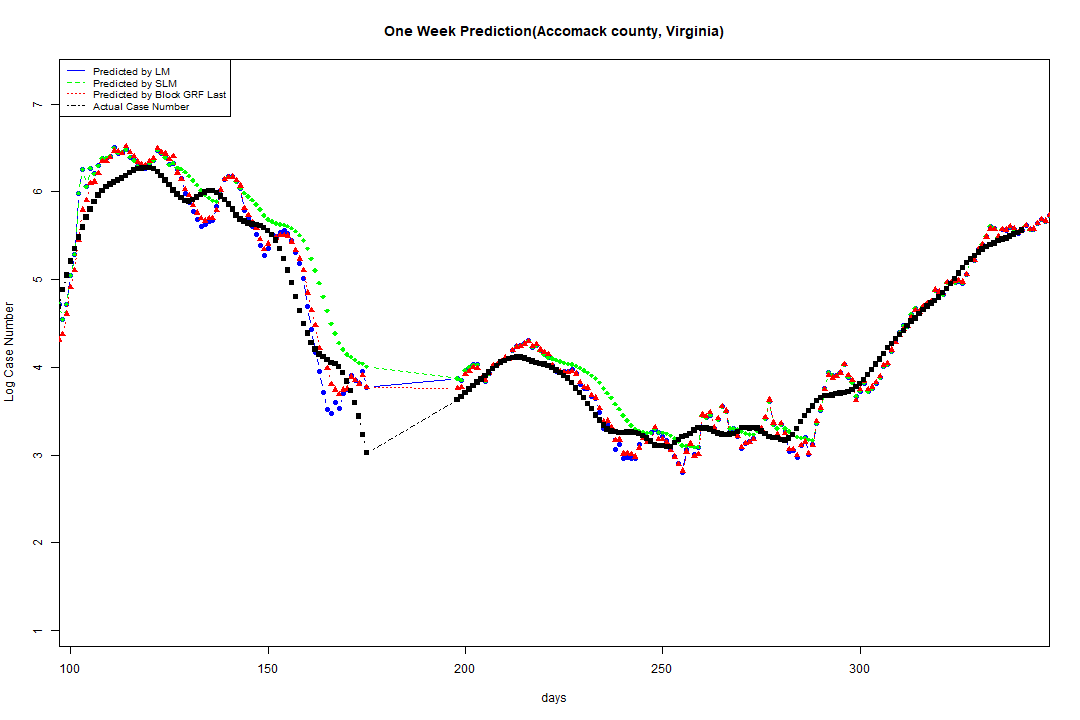 One Week Prediction(Accomack county, Virginia)
Predicted by LM
Predicted by SLM
Predicted by Block GRF Last
Actual Case Number
Log Case Number
7
6
5
4
3
2
1
100 150 200 250 300
days